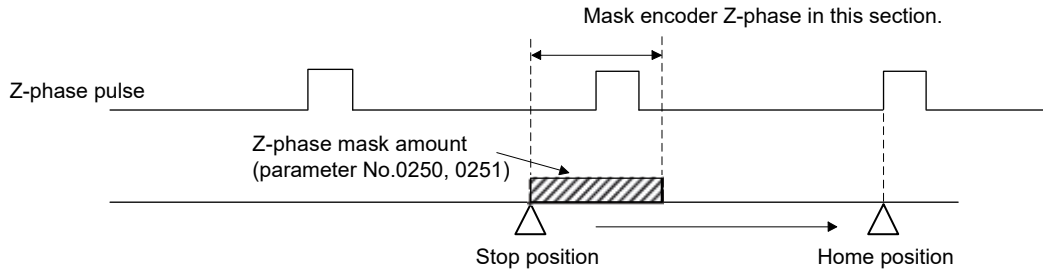 Mask encoder Z-phase in this section.
Z-phase pulse
Z-phase mask amount
(parameter No.0250, 0251)
Stop position
Home position